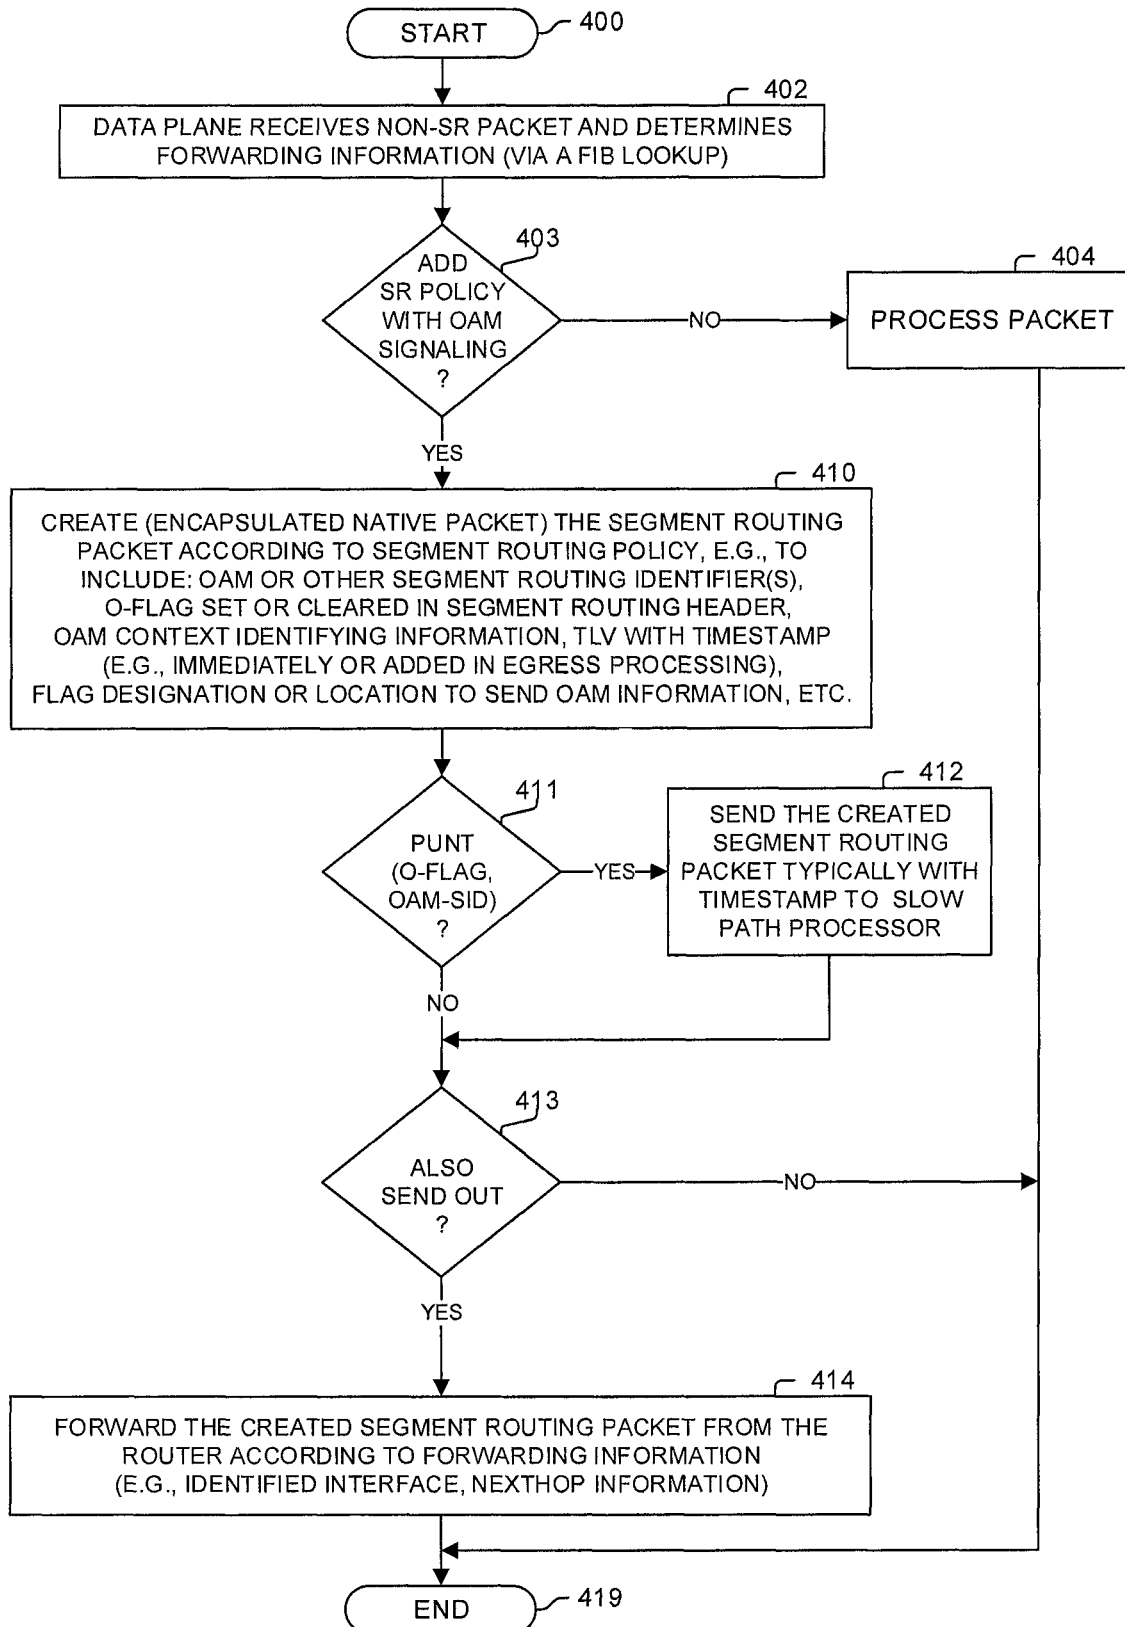 START
400
402
DATA PLANE RECEIVES NON-SR PACKET AND DETERMINES
FORWARDING INFORMATION (VIA A FIB LOOKUP)
403
ADD
SR POLICY
WITH OAM
SIGNALING
?
NO
404
PROCESS PACKET
YES
410
CREATE (ENCAPSULATED NATIVE PACKET) THE SEGMENT ROUTING
PACKET ACCORDING TO SEGMENT ROUTING POLICY, E.G., TO
INCLUDE: OAM OR OTHER SEGMENT ROUTING IDENTIFIER(S),
O-FLAG SET OR CLEARED IN SEGMENT ROUTING HEADER,
OAM CONTEXT IDENTIFYING INFORMATION, TLV WITH TIMESTAMP
(E.G., IMMEDIATELY OR ADDED IN EGRESS PROCESSING),
FLAG DESIGNATION OR LOCATION TO SEND OAM INFORMATION, ETC.
411
PUNT
(O-FLAG,
OAM-SID)
?
YES
412
SEND THE CREATED
SEGMENT ROUTING
PACKET TYPICALLY WITH
TIMESTAMP TO SLOW
PATH PROCESSOR
NO
413
ALSO
SEND OUT
?
NO
YES
414
FORWARD THE CREATED SEGMENT ROUTING PACKET FROM THE
ROUTER ACCORDING TO FORWARDING INFORMATION
(E.G., IDENTIFIED INTERFACE, NEXTHOP INFORMATION)
END
419